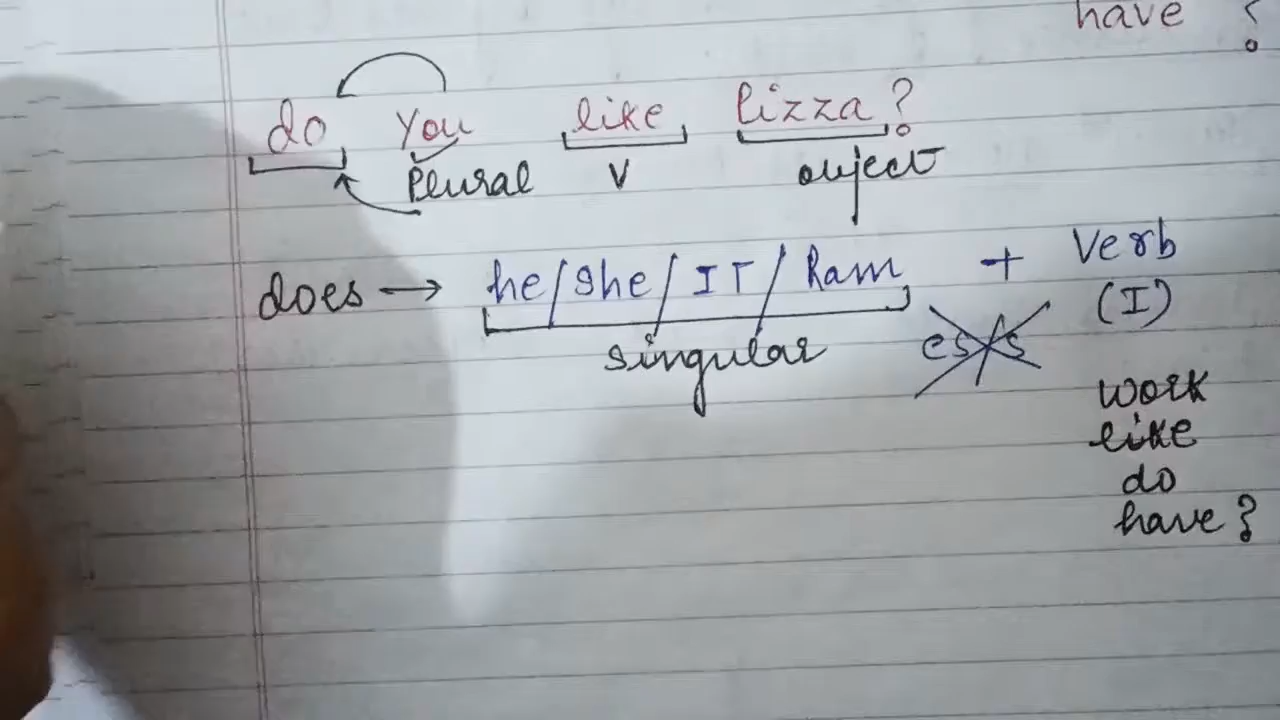 have ?
do you like pizza?
Plural V object
does → he/she/IT/Ram + Verb
(I)
singular es/s
work
like
do
have ?